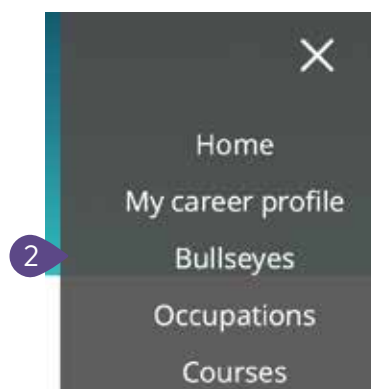 Home
My career profile
2
Bullseyes
Occupations
Courses